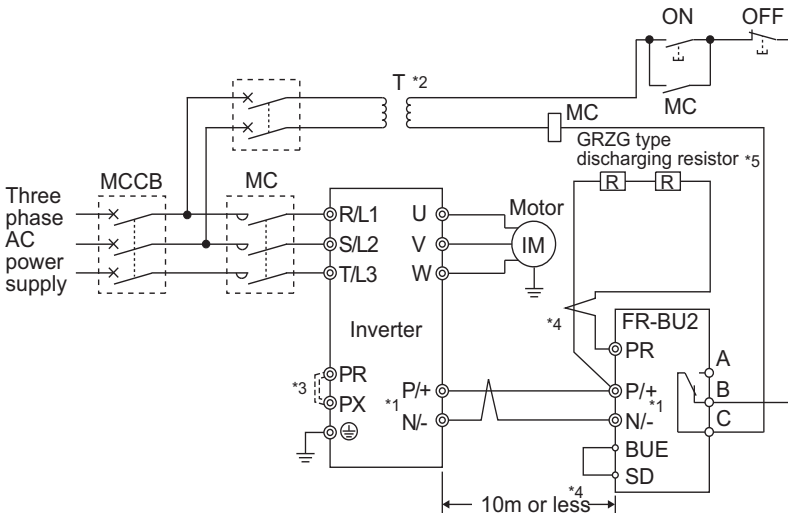 ON
OFF
T *2
MC
MC
GRZG type
discharging resistor *5
R
R
MCCB
MC
Three
phase
AC
power
supply
R/L1
S/L2
T/L3
U
V
W
Motor
IM
Inverter
*4
FR-BU2
PR
A
B
C
P/+
*1
N/-
BUE
SD
*3
PR
PX
P/+
*1
N/-
*4
10m or less